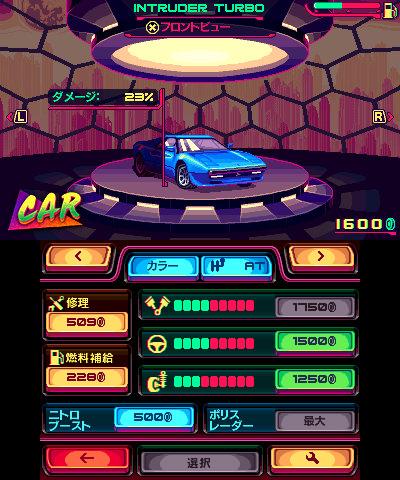 INTRUDER TURBO
Xフロントビュー
ダメージ: 23%
L
R
CAR
1600
カラー
AT
修理
509
1750
1500
燃料補給
228
1250
ニトロ
ブースト
500
ポリス
レーダー
最大
選択